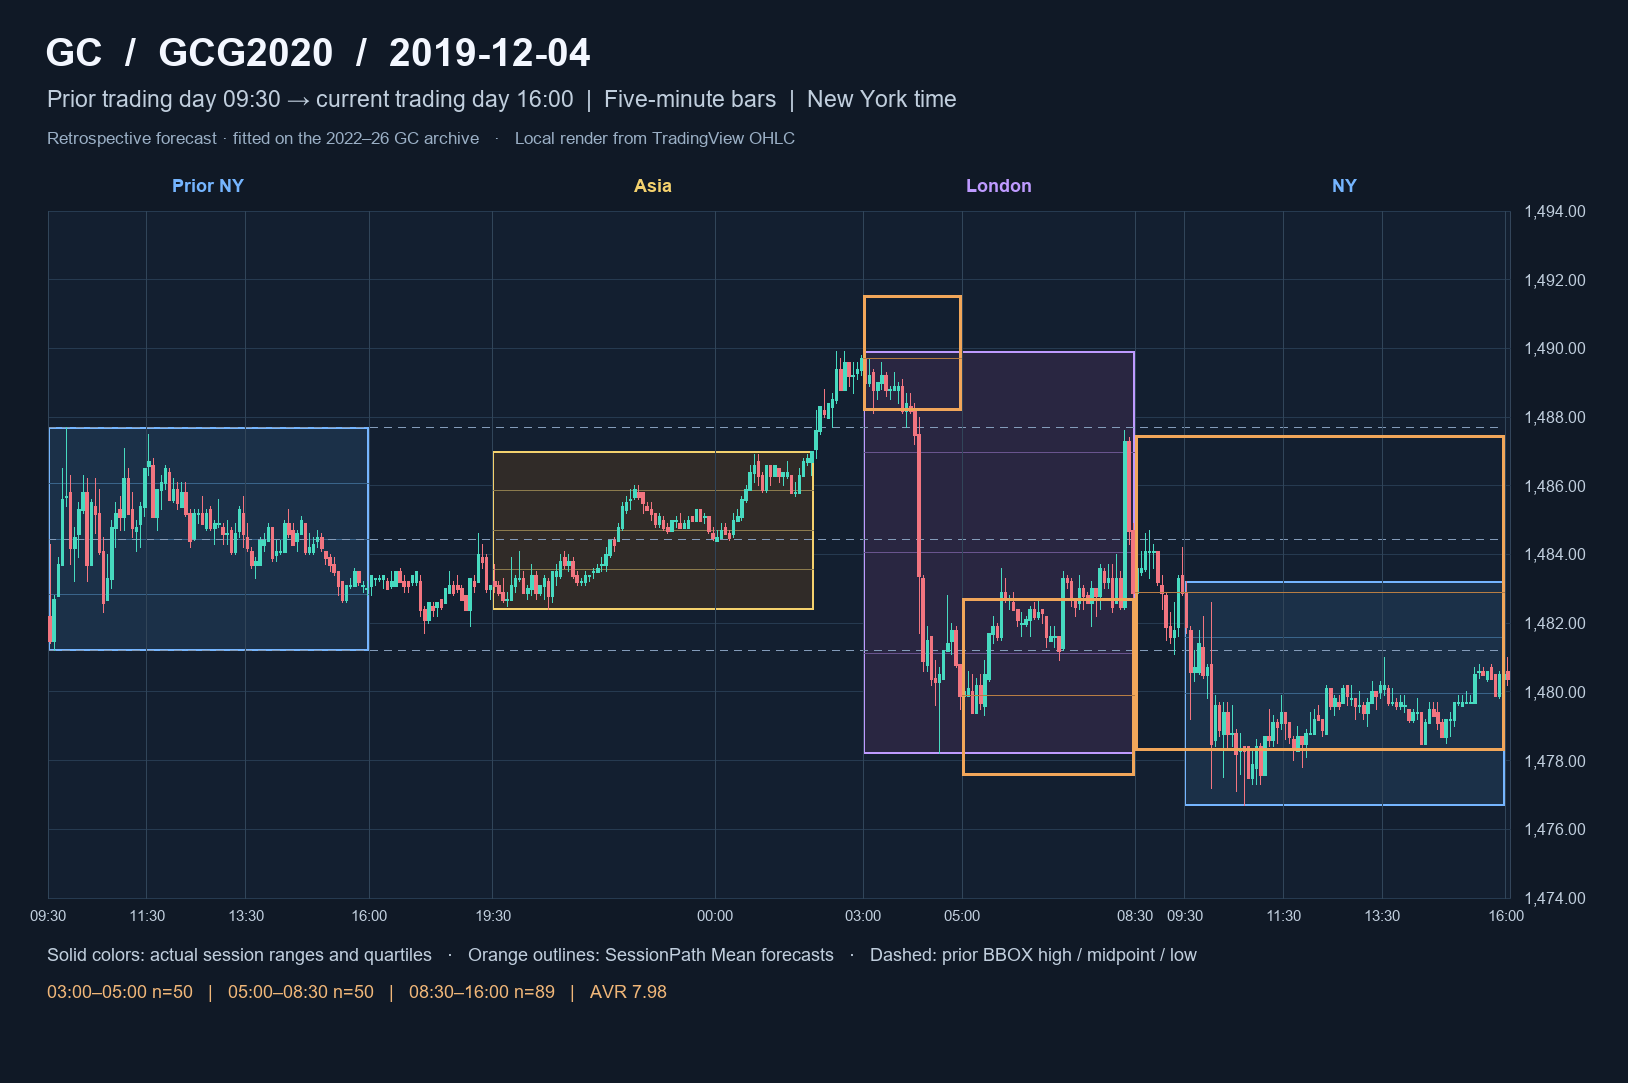 GC / GCG2020 / 2019-12-04
Prior trading day 09:30 → current trading day 16:00 | Five-minute bars | New York time
Retrospective forecast · fitted on the 2022–26 GC archive · Local render from TradingView OHLC
Prior NY Asia London NY
1,494.00
1,492.00
1,490.00
1,488.00
1,486.00
1,484.00
1,482.00
1,480.00
1,478.00
1,476.00
1,474.00
09:30 11:30 13:30 16:00 19:30 00:00 03:00 05:00 08:30 09:30 11:30 13:30 16:00
Solid colors: actual session ranges and quartiles · Orange outlines: SessionPath Mean forecasts · Dashed: prior BBOX high / midpoint / low
03:00–05:00 n=50 | 05:00–08:30 n=50 | 08:30–16:00 n=89 | AVR 7.98